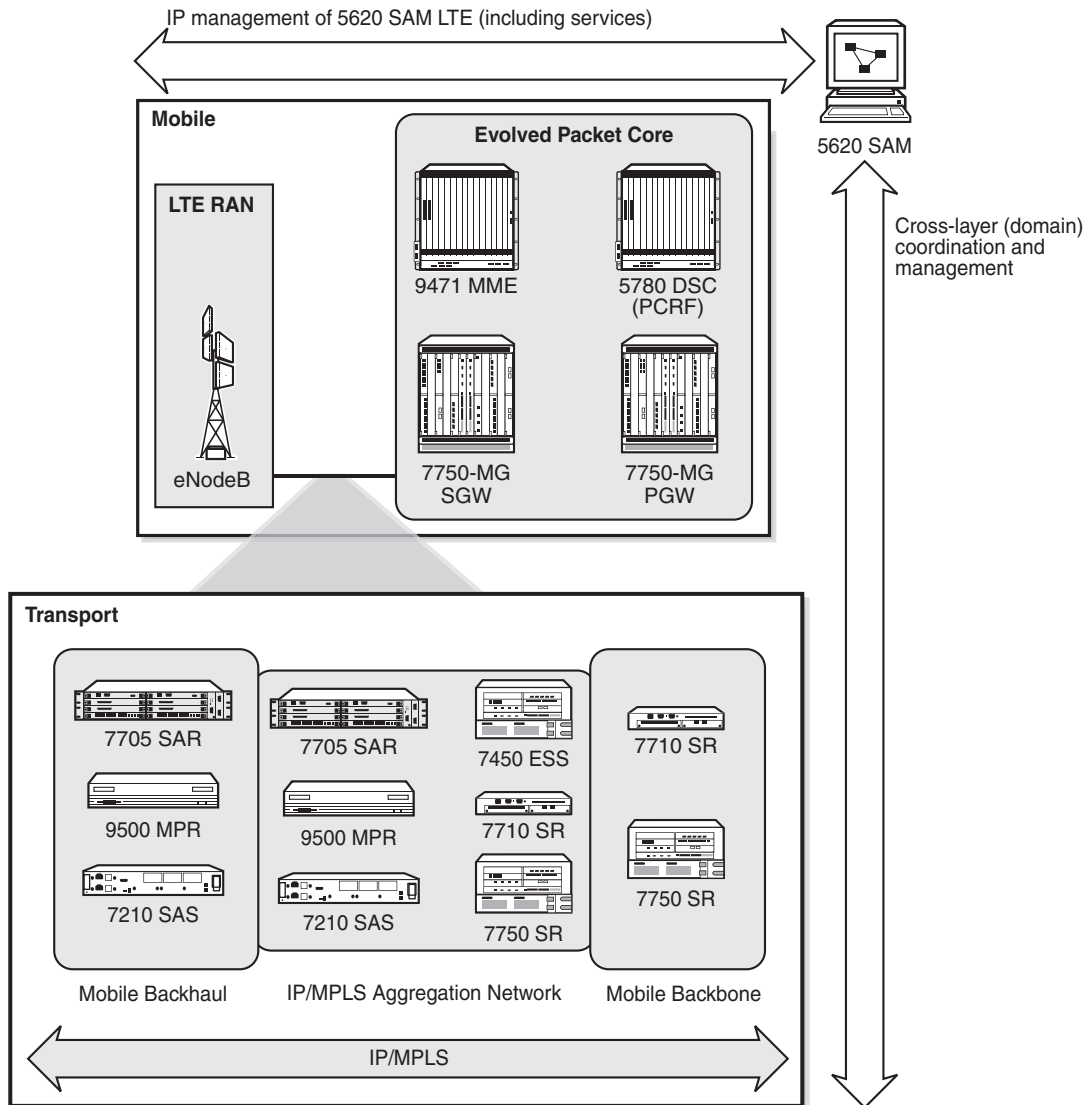 IP management of 5620 SAM LTE (including services)
5620 SAM
Cross-layer (domain)
coordination and
management
Mobile
LTE RAN
eNodeB
Evolved Packet Core
9471 MME
5780 DSC
(PCRF)
7750-MG
SGW
7750-MG
PGW
Transport
7705 SAR
9500 MPR
7210 SAS
7705 SAR
9500 MPR
7210 SAS
7450 ESS
7710 SR
7750 SR
7710 SR
7750 SR
Mobile Backhaul
IP/MPLS Aggregation Network
Mobile Backbone
IP/MPLS